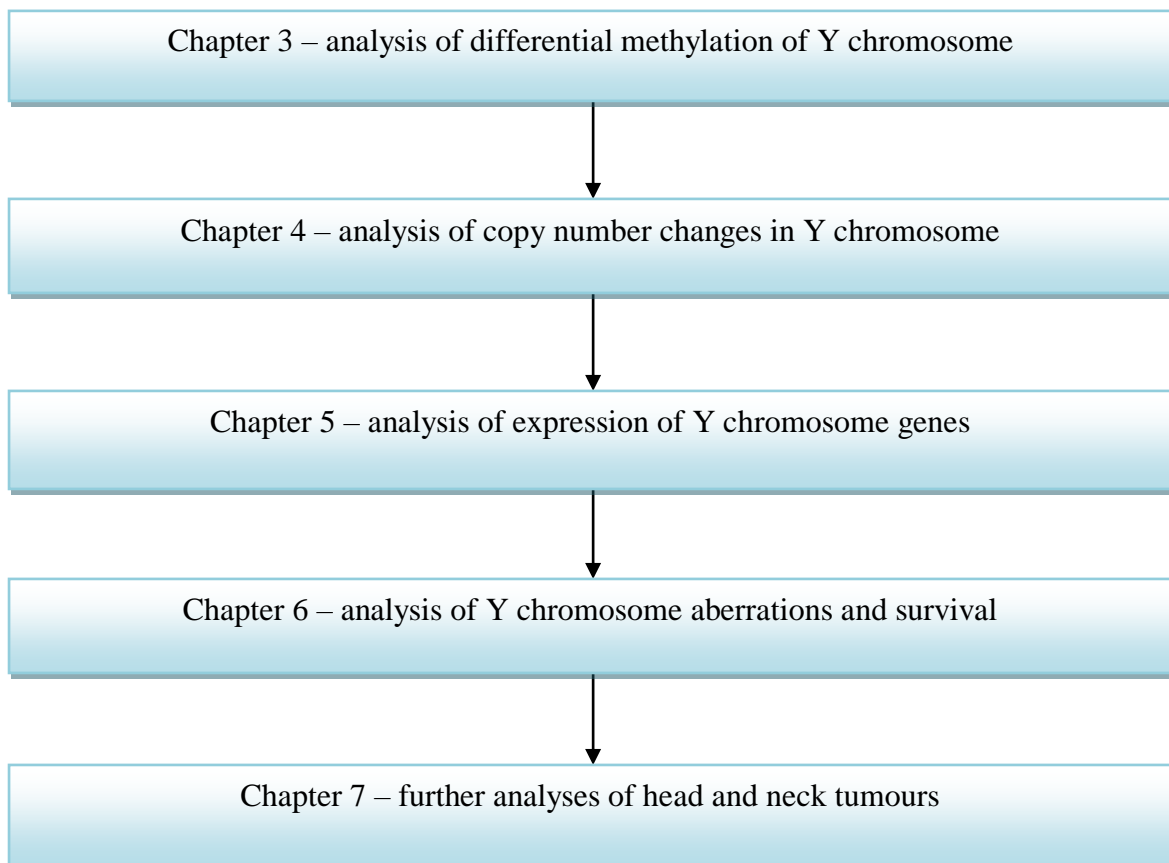 Chapter 3 – analysis of differential methylation of Y chromosome
Chapter 4 – analysis of copy number changes in Y chromosome
Chapter 5 – analysis of expression of Y chromosome genes
Chapter 6 – analysis of Y chromosome aberrations and survival
Chapter 7 – further analyses of head and neck tumours